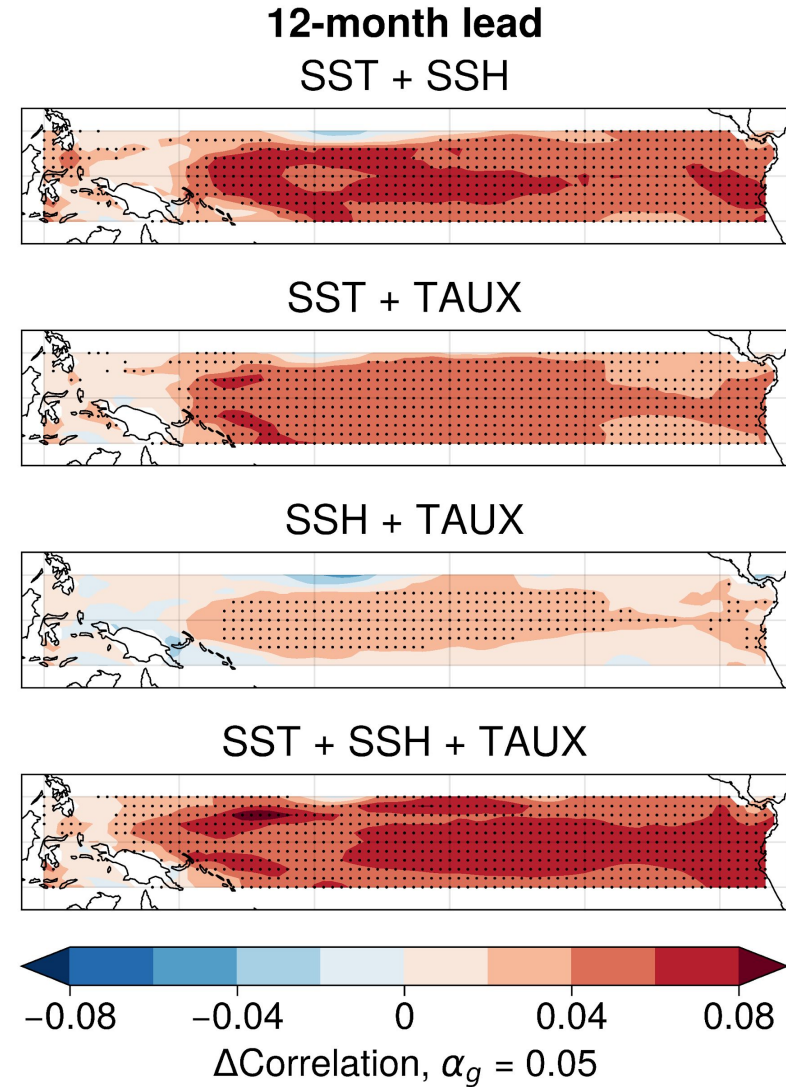 12-month lead
SST + SSH
SST + TAUX
SSH + TAUX
SST + SSH + TAUX
−0.08 −0.04 0 0.04 0.08
ΔCorrelation, α_g = 0.05